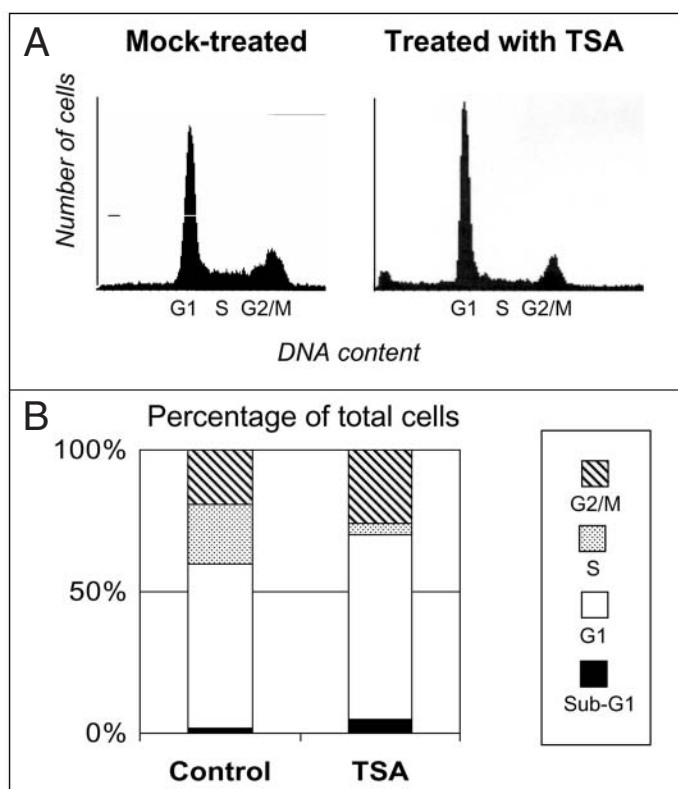 A
Mock-treated
Treated with TSA
Number of cells
G1 S G2/M
G1 S G2/M
DNA content
B
Percentage of total cells
100%
50%
0%
Control
TSA
G2/M
S
G1
Sub-G1